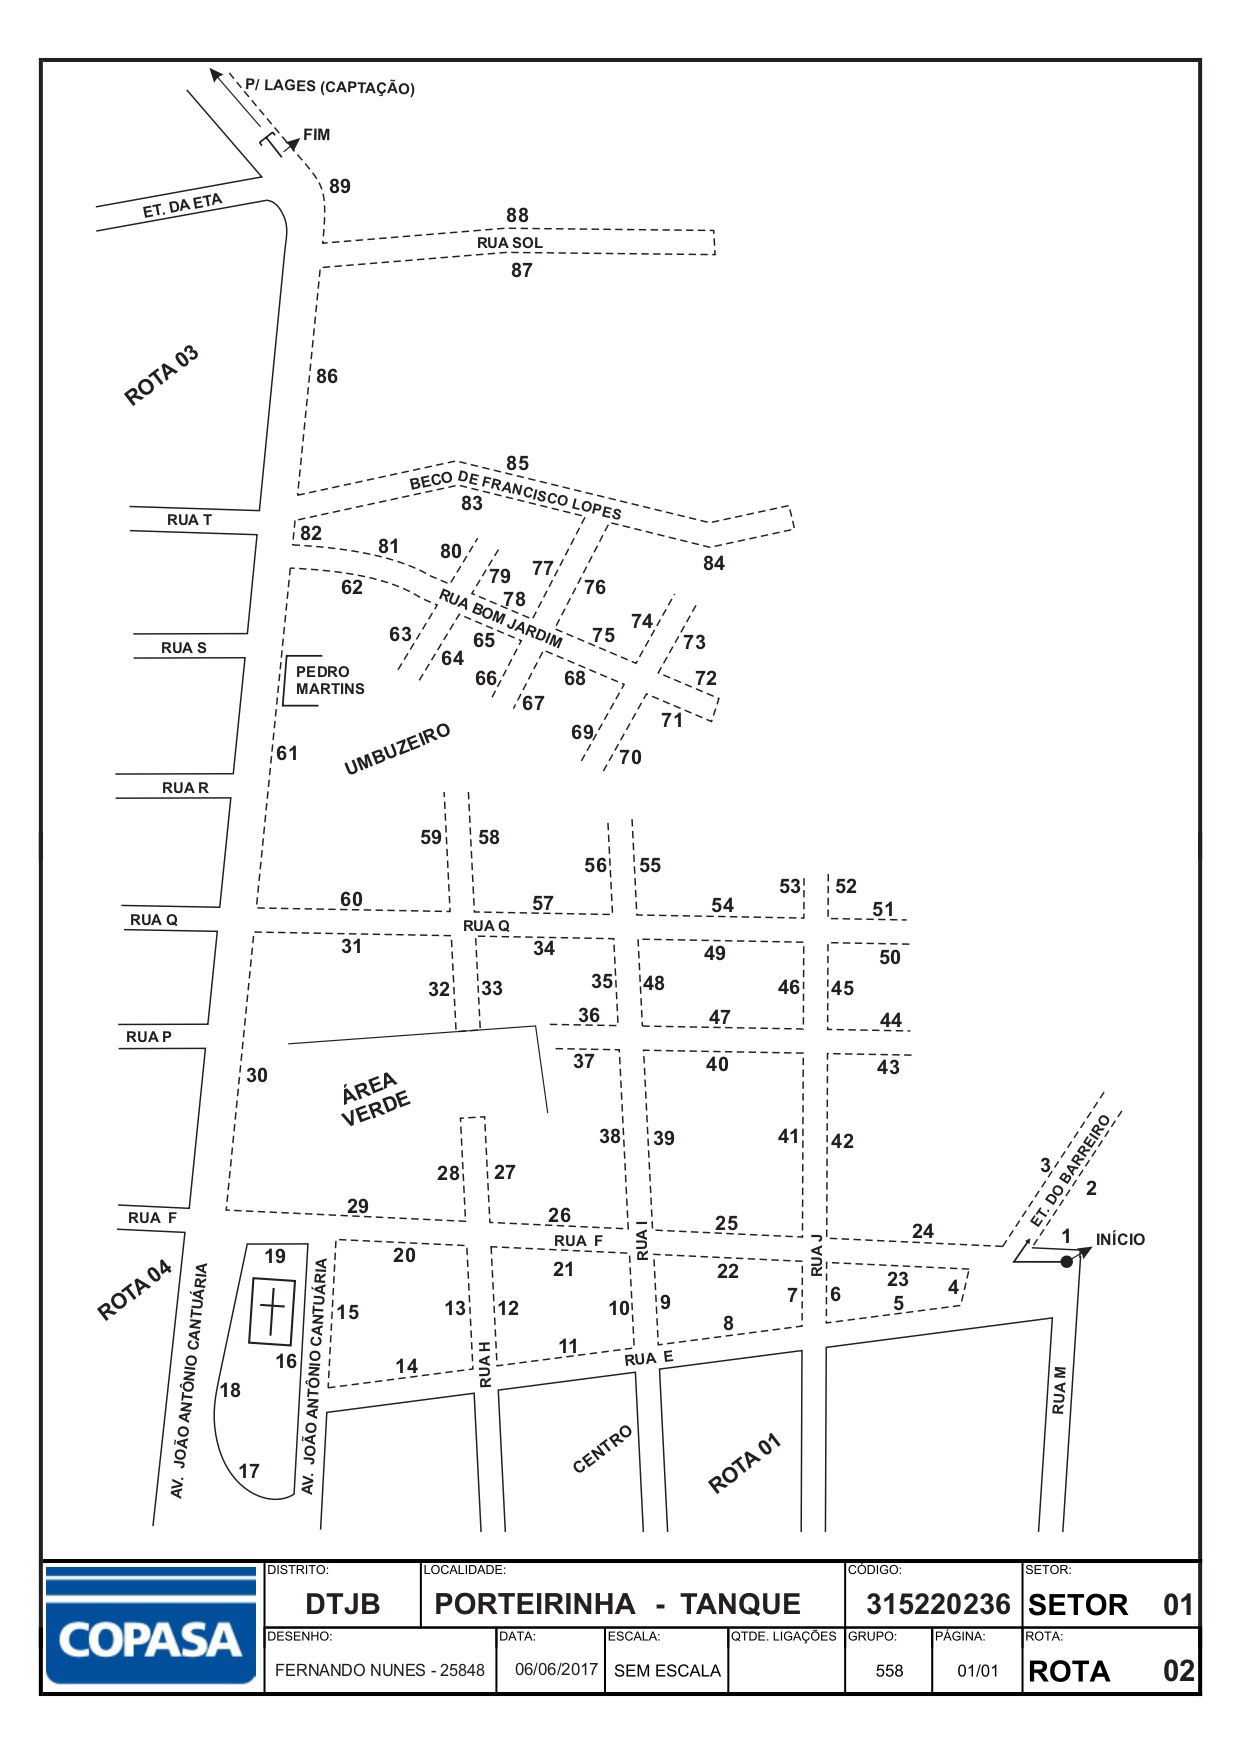 P/ LAGES (CAPTAÇÃO)
FIM
89
ET. DA ETA
88
RUA SOL
87
ROTA 03
86
85
BECO DE FRANCISCO LOPES
83
RUA T
82
81
80
79
77
78
76
84
62
RUA BOM JARDIM
63
64
65
66
67
68
75
74
73
72
71
69
70
RUA S
PEDRO
MARTINS
61
UMBUZEIRO
RUA R
59
58
56
55
53
52
51
60
57
54
RUA Q
RUA Q
31
34
49
50
32
33
35
48
46
45
36
47
44
RUA P
37
40
43
30
ÁREA
VERDE
38
39
41
42
28
27
3
ET. DO BARREIRO
2
29
26
25
24
1
INÍCIO
RUA F
RUA F
RUA I
RUA J
19
20
21
22
23
4
5
ROTA 04
15
13
12
10
9
7
6
8
16
14
11
RUA E
RUA H
18
17
AV. JOÃO ANTÔNIO CANTUÁRIA
AV. JOÃO ANTÔNIO CANTUÁRIA
CENTRO
ROTA 01
RUA M
COPASA
DISTRITO:
DTJB
LOCALIDADE:
PORTEIRINHA - TANQUE
CÓDIGO:
315220236
SETOR:
SETOR 01
DESENHO:
FERNANDO NUNES - 25848
DATA:
06/06/2017
ESCALA:
SEM ESCALA
QTDE. LIGAÇÕES
GRUPO:
558
PÁGINA:
01/01
ROTA:
ROTA 02